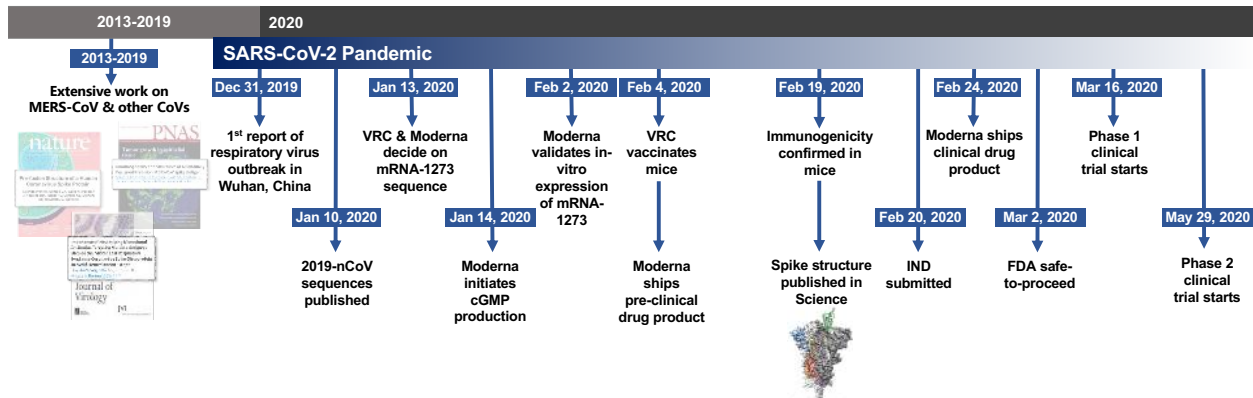 2013-2019
2020
SARS-CoV-2 Pandemic
2013-2019
Extensive work on
MERS-CoV & other CoVs
nature
PNAS
Journal of
Virology
Dec 31, 2019
1st report of
respiratory virus
outbreak in
Wuhan, China
Jan 10, 2020
2019-nCoV
sequences
published
Jan 13, 2020
VRC & Moderna
decide on
mRNA-1273
sequence
Jan 14, 2020
Moderna
initiates
cGMP
production
Feb 2, 2020
Moderna
validates in-
vitro
expression
of mRNA-
1273
Feb 4, 2020
VRC
vaccinates
mice
Moderna
ships
pre-clinical
drug product
Feb 19, 2020
Immunogenicity
confirmed in
mice
Spike structure
published in
Science
Feb 20, 2020
IND
submitted
Feb 24, 2020
Moderna ships
clinical drug
product
Mar 2, 2020
FDA safe-
to-proceed
Mar 16, 2020
Phase 1
clinical
trial starts
May 29, 2020
Phase 2
clinical
trial starts